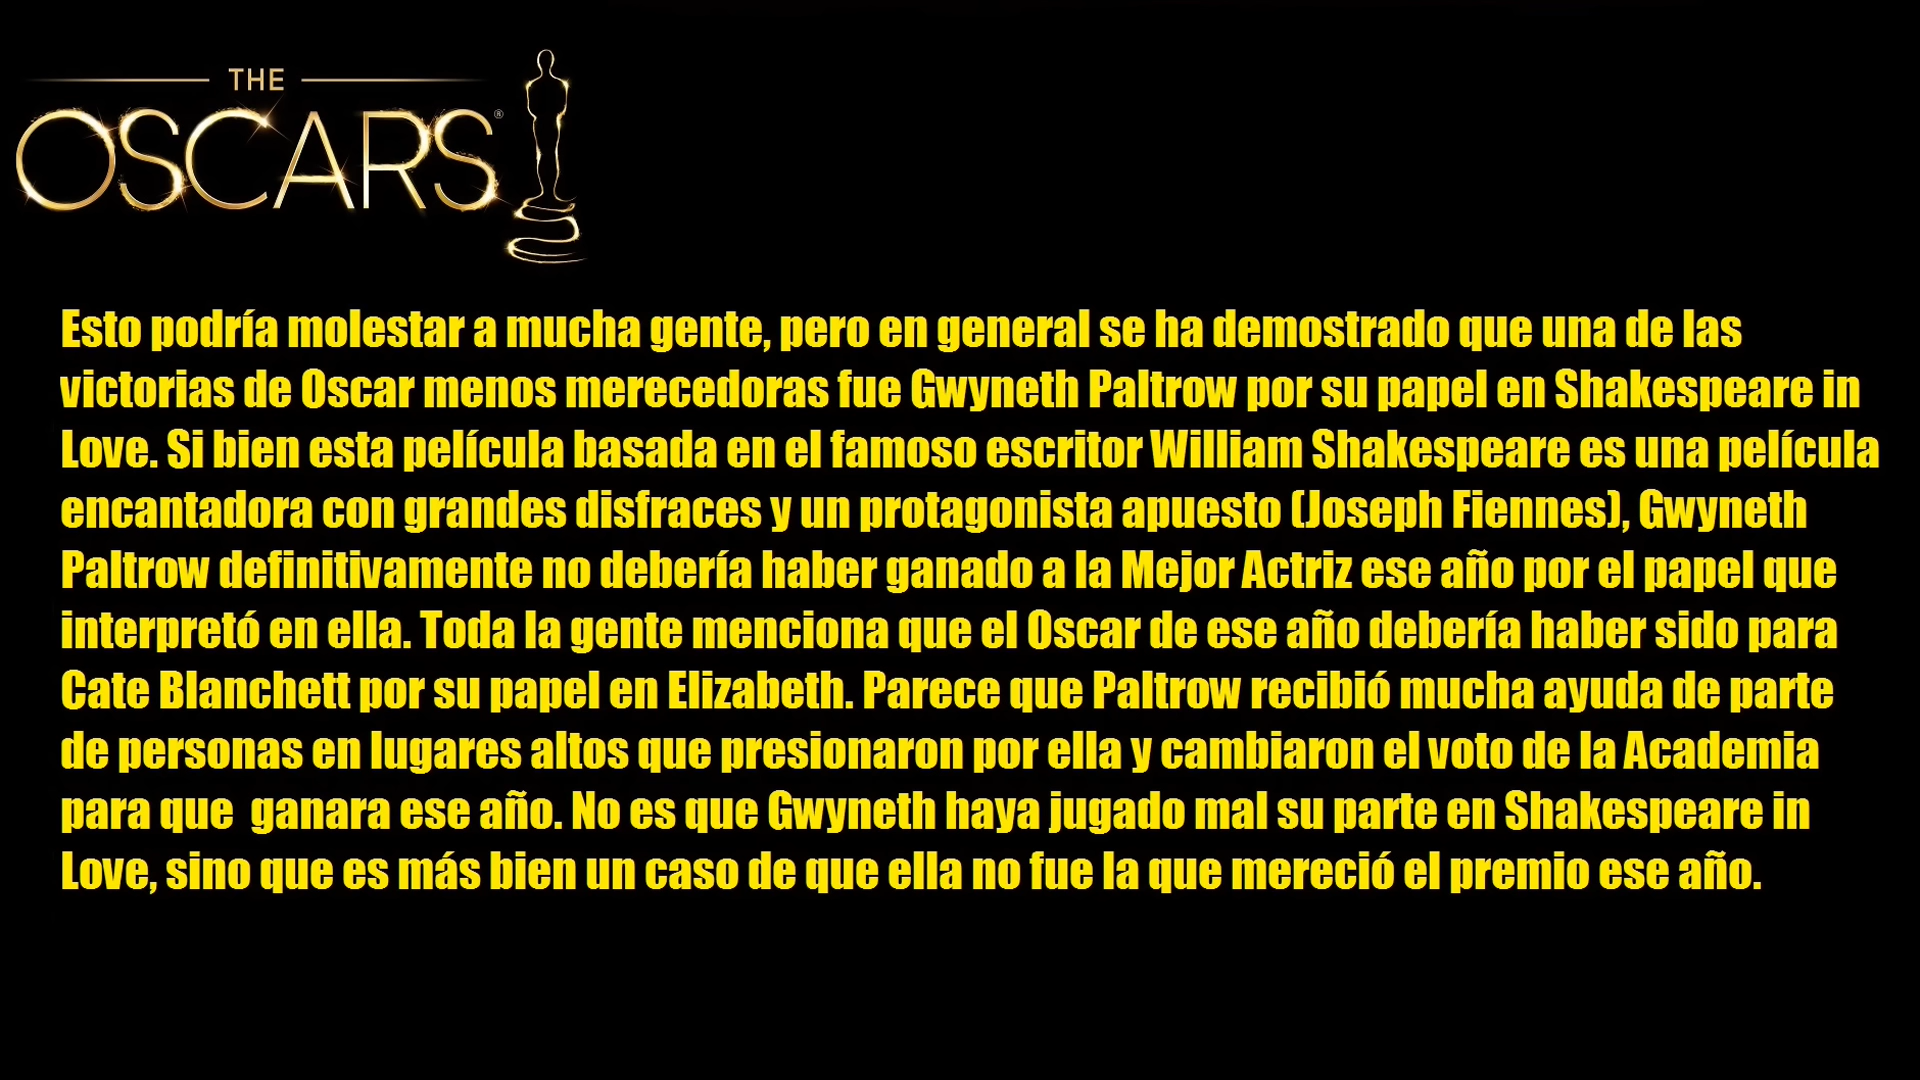 THE
OSCARS®
Esto podría molestar a mucha gente, pero en general se ha demostrado que una de las
victorias de Oscar menos merecedoras fue Gwyneth Paltrow por su papel en Shakespeare in
Love. Si bien esta película basada en el famoso escritor William Shakespeare es una película
encantadora con grandes disfraces y un protagonista apuesto (Joseph Fiennes), Gwyneth
Paltrow definitivamente no debería haber ganado a la Mejor Actriz ese año por el papel que
interpretó en ella. Toda la gente menciona que el Oscar de ese año debería haber sido para
Cate Blanchett por su papel en Elizabeth. Parece que Paltrow recibió mucha ayuda de parte
de personas en lugares altos que presionaron por ella y cambiaron el voto de la Academia
para que  ganara ese año. No es que Gwyneth haya jugado mal su parte en Shakespeare in
Love, sino que es más bien un caso de que ella no fue la que mereció el premio ese año.